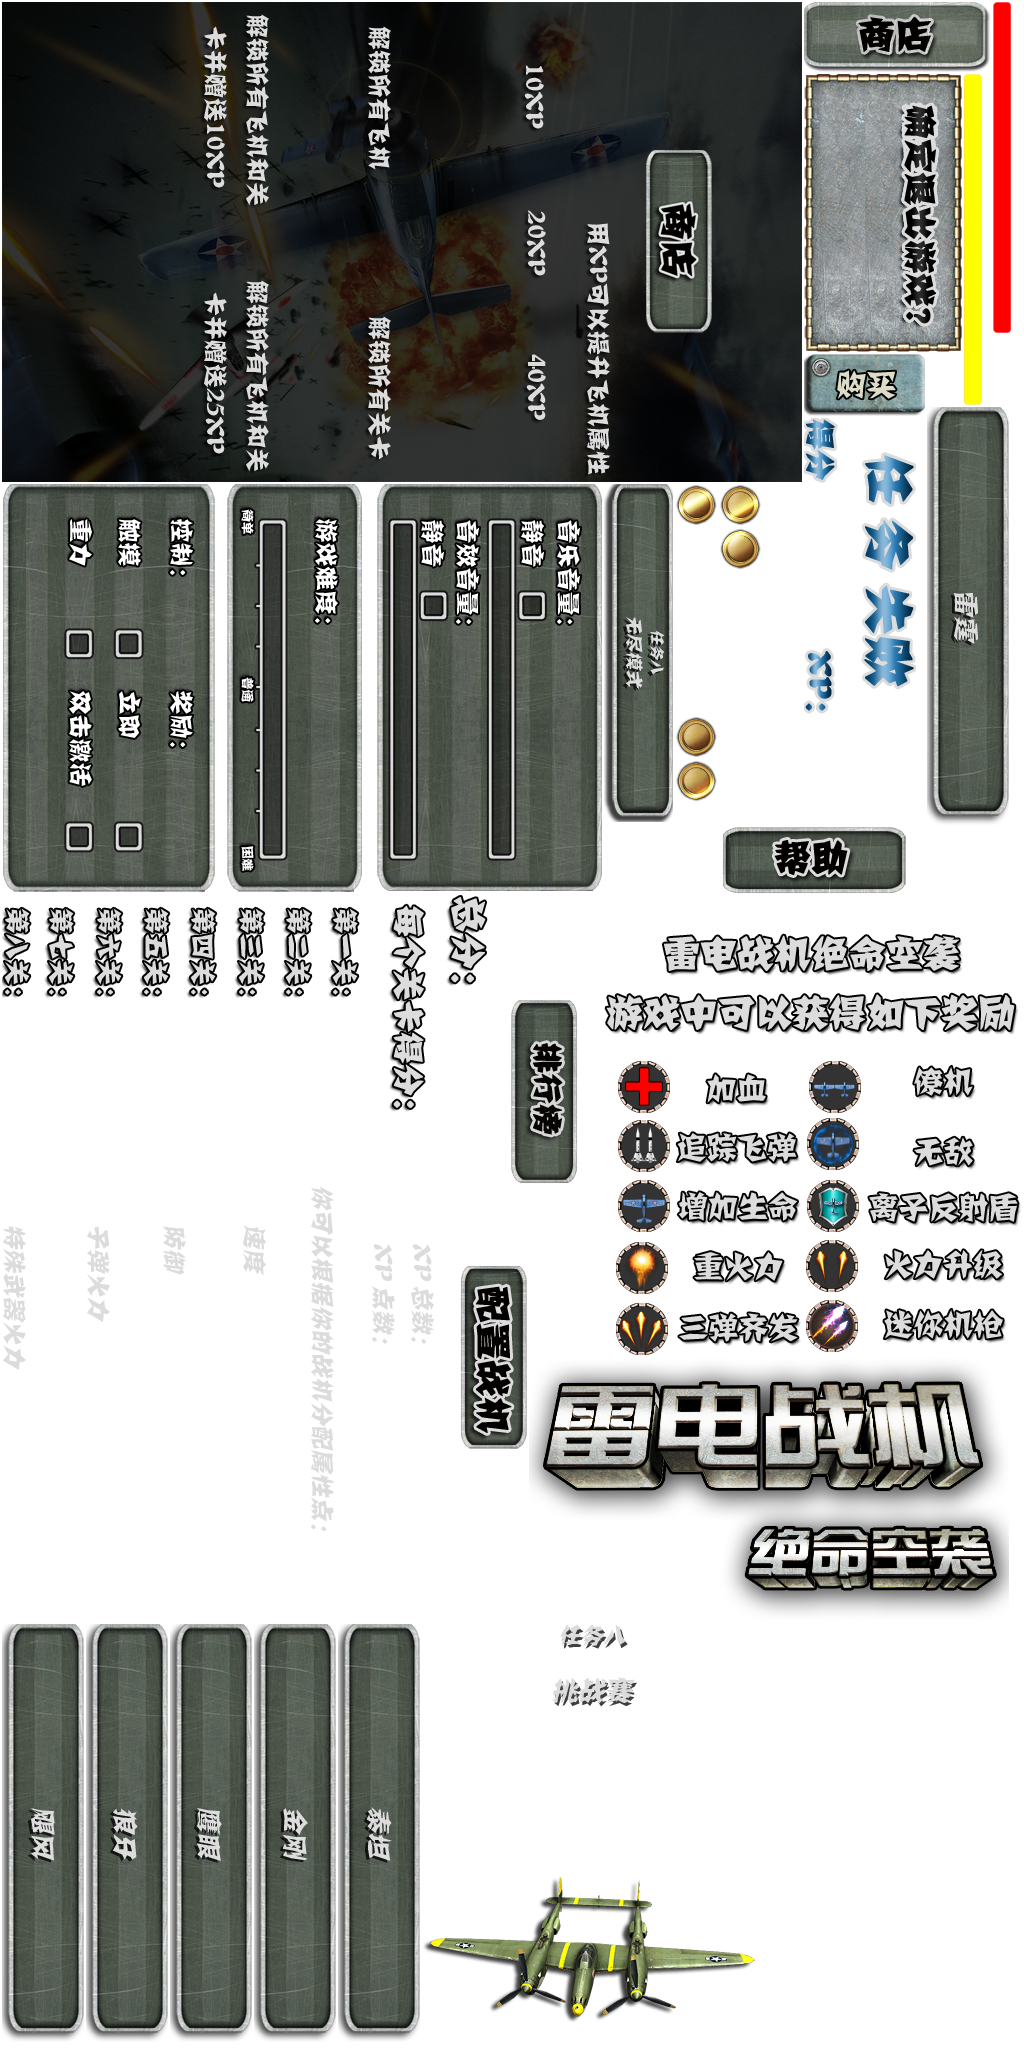 商店
用XP可以提升飞机属性
10XP
20XP
40XP
解锁所有飞机
解锁所有关卡
解锁所有飞机和关
卡并赠送10XP
解锁所有飞机和关
卡并赠送25XP
商店
确定退出游戏?
得分
任务失败
XP:
雷霆
控制:
触摸
重力
奖励:
立即
双击激活
游戏难度:
简单
普通
困难
音乐音量:
静音
音效音量:
静音
任务八
无尽模式
帮助
总分:
每个关卡得分:
第一关:
第二关:
第三关:
第四关:
第五关:
第六关:
第七关:
第八关:
排行榜
雷电战机绝命空袭
游戏中可以获得如下奖励
加血
僚机
追踪飞弹
无敌
增加生命
离子反射盾
重火力
火力升级
三弹齐发
迷你机枪
配置战机
XP 总数:
XP 点数:
你可以根据你的战机分配属性点:
速度
防御
子弹火力
特殊武器火力
雷电战机
绝命空袭
任务八
挑战赛
泰坦
金刚
鹰眼
狼牙
飓风